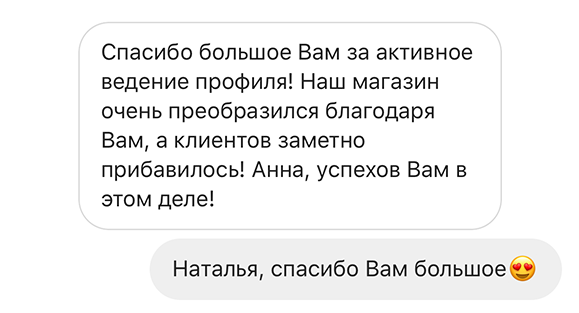 Спасибо большое Вам за активное
ведение профиля! Наш магазин
очень преобразился благодаря
Вам, а клиентов заметно
прибавилось! Анна, успехов Вам в
этом деле!
Наталья, спасибо Вам большое😍